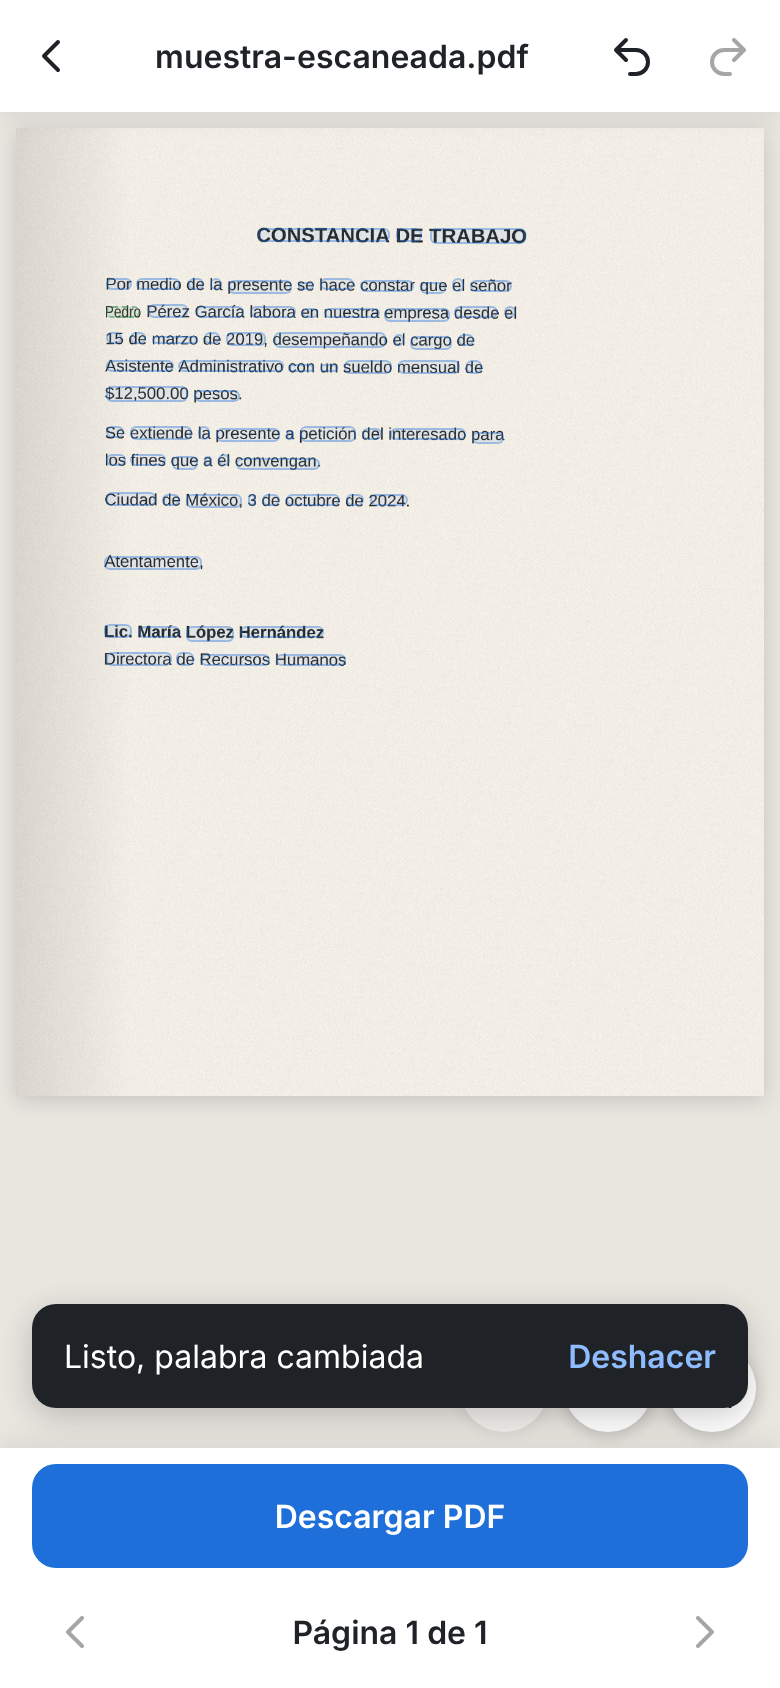 muestra-escaneada.pdf
CONSTANCIA DE TRABAJO
Por medio de la presente se hace constar que el señor
Pedro Pérez García labora en nuestra empresa desde el
15 de marzo de 2019, desempeñando el cargo de
Asistente Administrativo con un sueldo mensual de
$12,500.00 pesos.
Se extiende la presente a petición del interesado para
los fines que a él convengan.
Ciudad de México, 3 de octubre de 2024.
Atentamente,
Lic. María López Hernández
Directora de Recursos Humanos
Listo, palabra cambiada Deshacer
Descargar PDF
Página 1 de 1